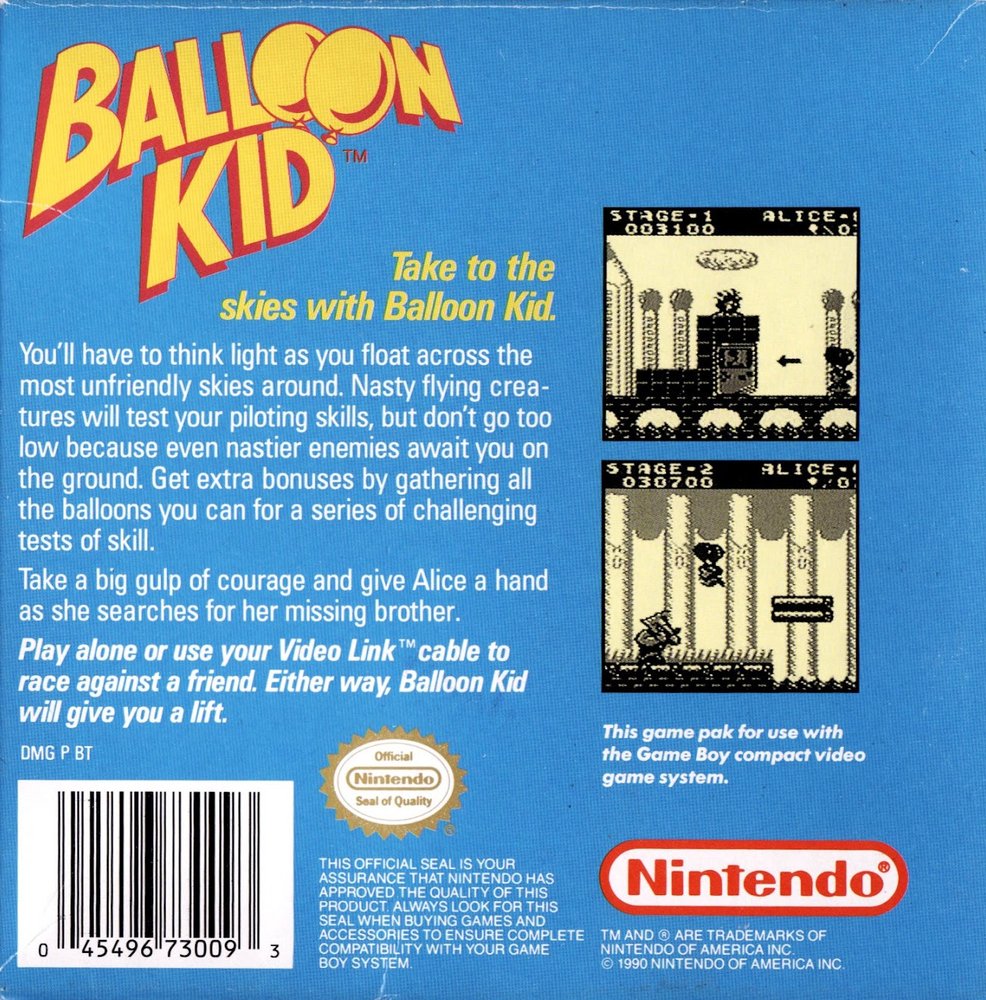 BALLOON
KID™
Take to the
skies with Balloon Kid.
You'll have to think light as you float across the
most unfriendly skies around. Nasty flying crea-
tures will test your piloting skills, but don't go too
low because even nastier enemies await you on
the ground. Get extra bonuses by gathering all
the balloons you can for a series of challenging
tests of skill.
Take a big gulp of courage and give Alice a hand
as she searches for her missing brother.
Play alone or use your Video Link™ cable to
race against a friend. Either way, Balloon Kid
will give you a lift.
DMG P BT
0 45496 73009 3
Official
Nintendo
Seal of Quality
®
THIS OFFICIAL SEAL IS YOUR
ASSURANCE THAT NINTENDO HAS
APPROVED THE QUALITY OF THIS
PRODUCT. ALWAYS LOOK FOR THIS
SEAL WHEN BUYING GAMES AND
ACCESSORIES TO ENSURE COMPLETE
COMPATIBILITY WITH YOUR GAME
BOY SYSTEM.
STAGE-1 ALICE-
003100
STAGE-2 ALICE-
038700
This game pak for use with
the Game Boy compact video
game system.
Nintendo®
TM AND ® ARE TRADEMARKS OF
NINTENDO OF AMERICA INC.
© 1990 NINTENDO OF AMERICA INC.